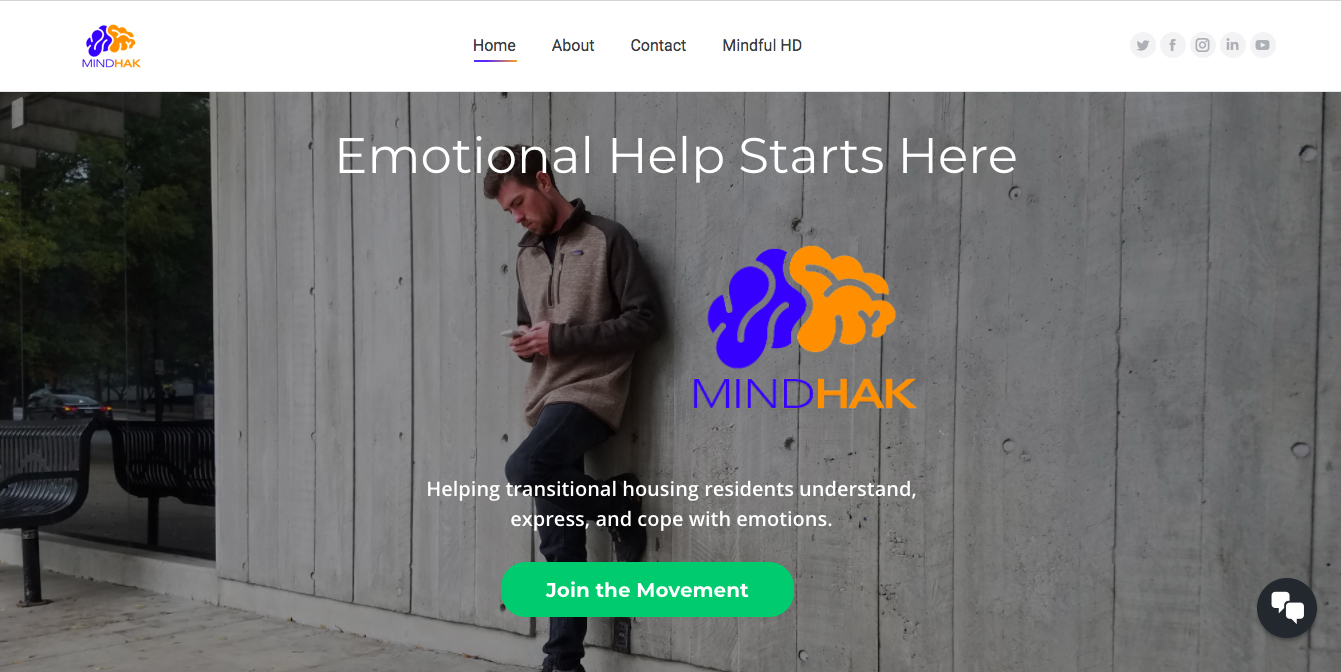 MINDHAK
Home
About
Contact
Mindful HD
Emotional Help Starts Here
MINDHAK
Helping transitional housing residents understand,
express, and cope with emotions.
Join the Movement